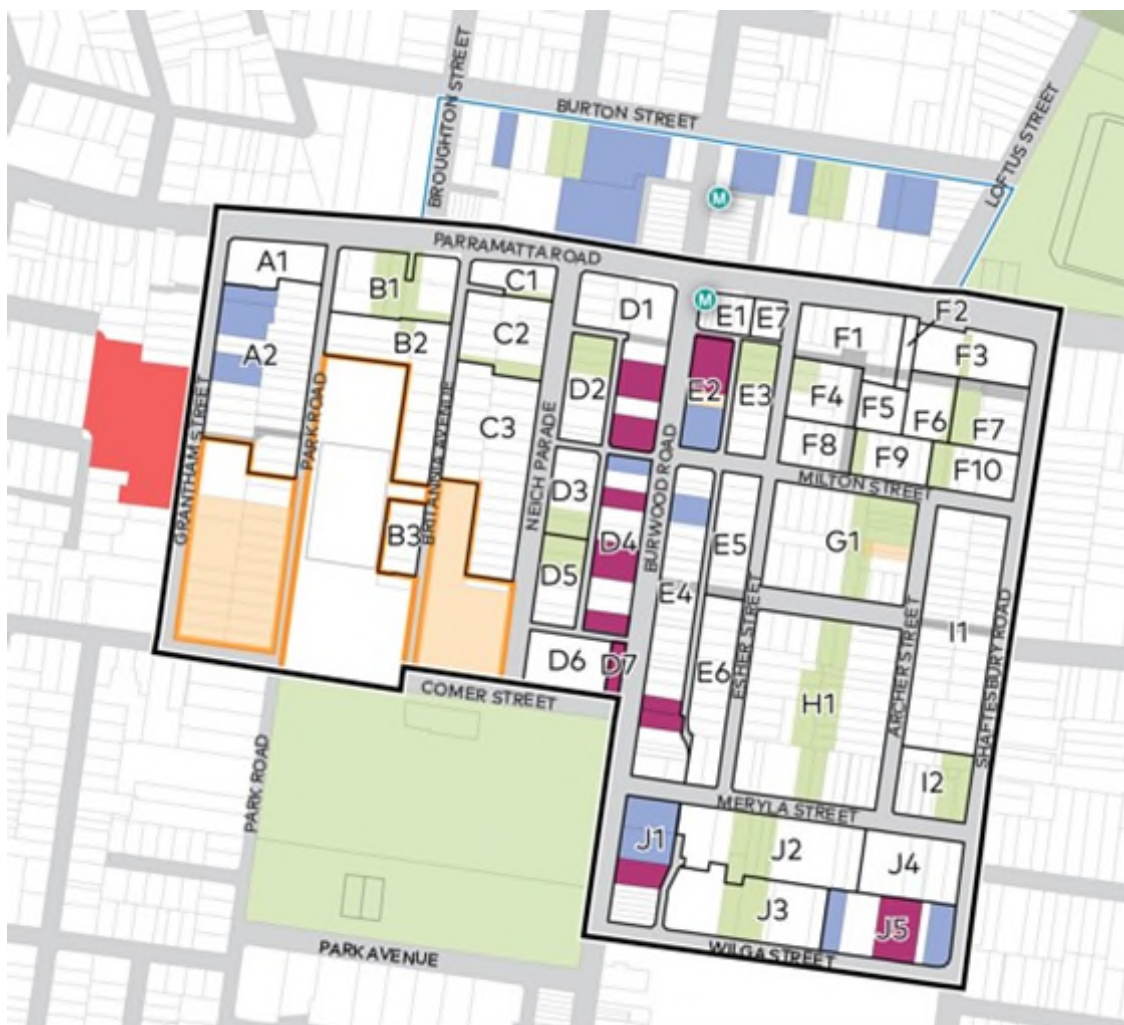 BROUGHTON STREET
BURTON STREET
LOFTUS STREET
M
PARRAMATTA ROAD
A1
B1
C1
D1
M
E1
E7
F1
F2
F3
A2
B2
C2
D2
E2
E3
F4
F5
F6
F7
C3
F8
F9
F10
GRANTHAM STREET
PARK ROAD
BRITANNIA AVENUE
NEICH PARADE
BURWOOD ROAD
MILTON STREET
B3
D3
D4
E5
G1
D5
E4
I1
D6
D7
E6
ESHER STREET
H1
ARCHER STREET
SHAFTESBURY ROAD
COMER STREET
I2
PARK ROAD
MERYLA STREET
J1
J2
J4
J3
J5
PARK AVENUE
WILGA STREET